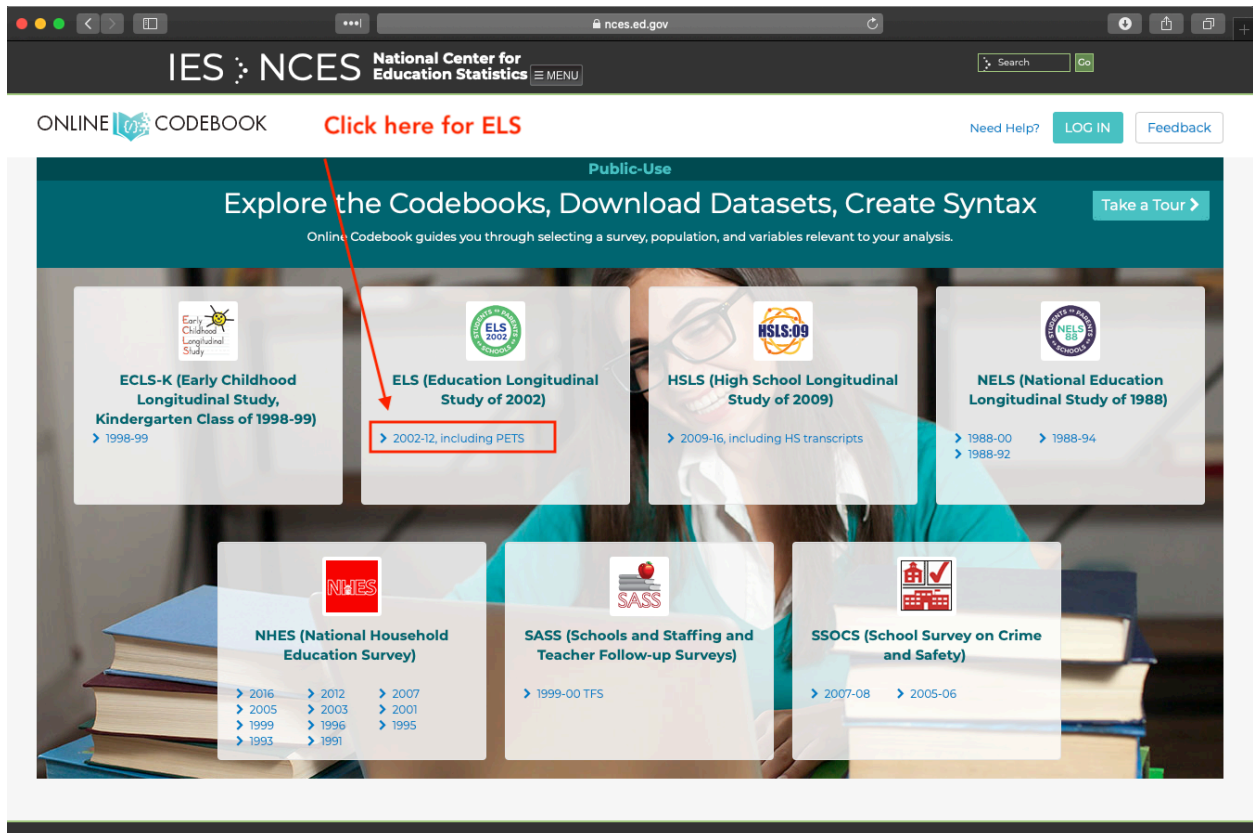 nces.ed.gov
IES NCES National Center for Education Statistics
MENU
Search
Go
ONLINE CODEBOOK
Click here for ELS
Need Help?
LOG IN
Feedback
Public-Use
Explore the Codebooks, Download Datasets, Create Syntax
Take a Tour
Online Codebook guides you through selecting a survey, population, and variables relevant to your analysis.
Early
Childhood
Longitudinal
Study
ECLS-K (Early Childhood
Longitudinal Study,
Kindergarten Class of 1998-99)
1998-99
STUDENTS PARENTS
ELS
2002
SCHOOLS
ELS (Education Longitudinal
Study of 2002)
2002-12, including PETS
HSLS:09
HSLS (High School Longitudinal
Study of 2009)
2009-16, including HS transcripts
STUDENTS PARENTS
NELS
88
SCHOOLS
NELS (National Education
Longitudinal Study of 1988)
1988-00 1988-94
1988-92
NHES
NHES (National Household
Education Survey)
2016 2012 2007
2005 2003 2001
1999 1996 1995
1993 1991
SASS
SASS (Schools and Staffing and
Teacher Follow-up Surveys)
1999-00 TFS
SSOCS (School Survey on Crime
and Safety)
2007-08 2005-06